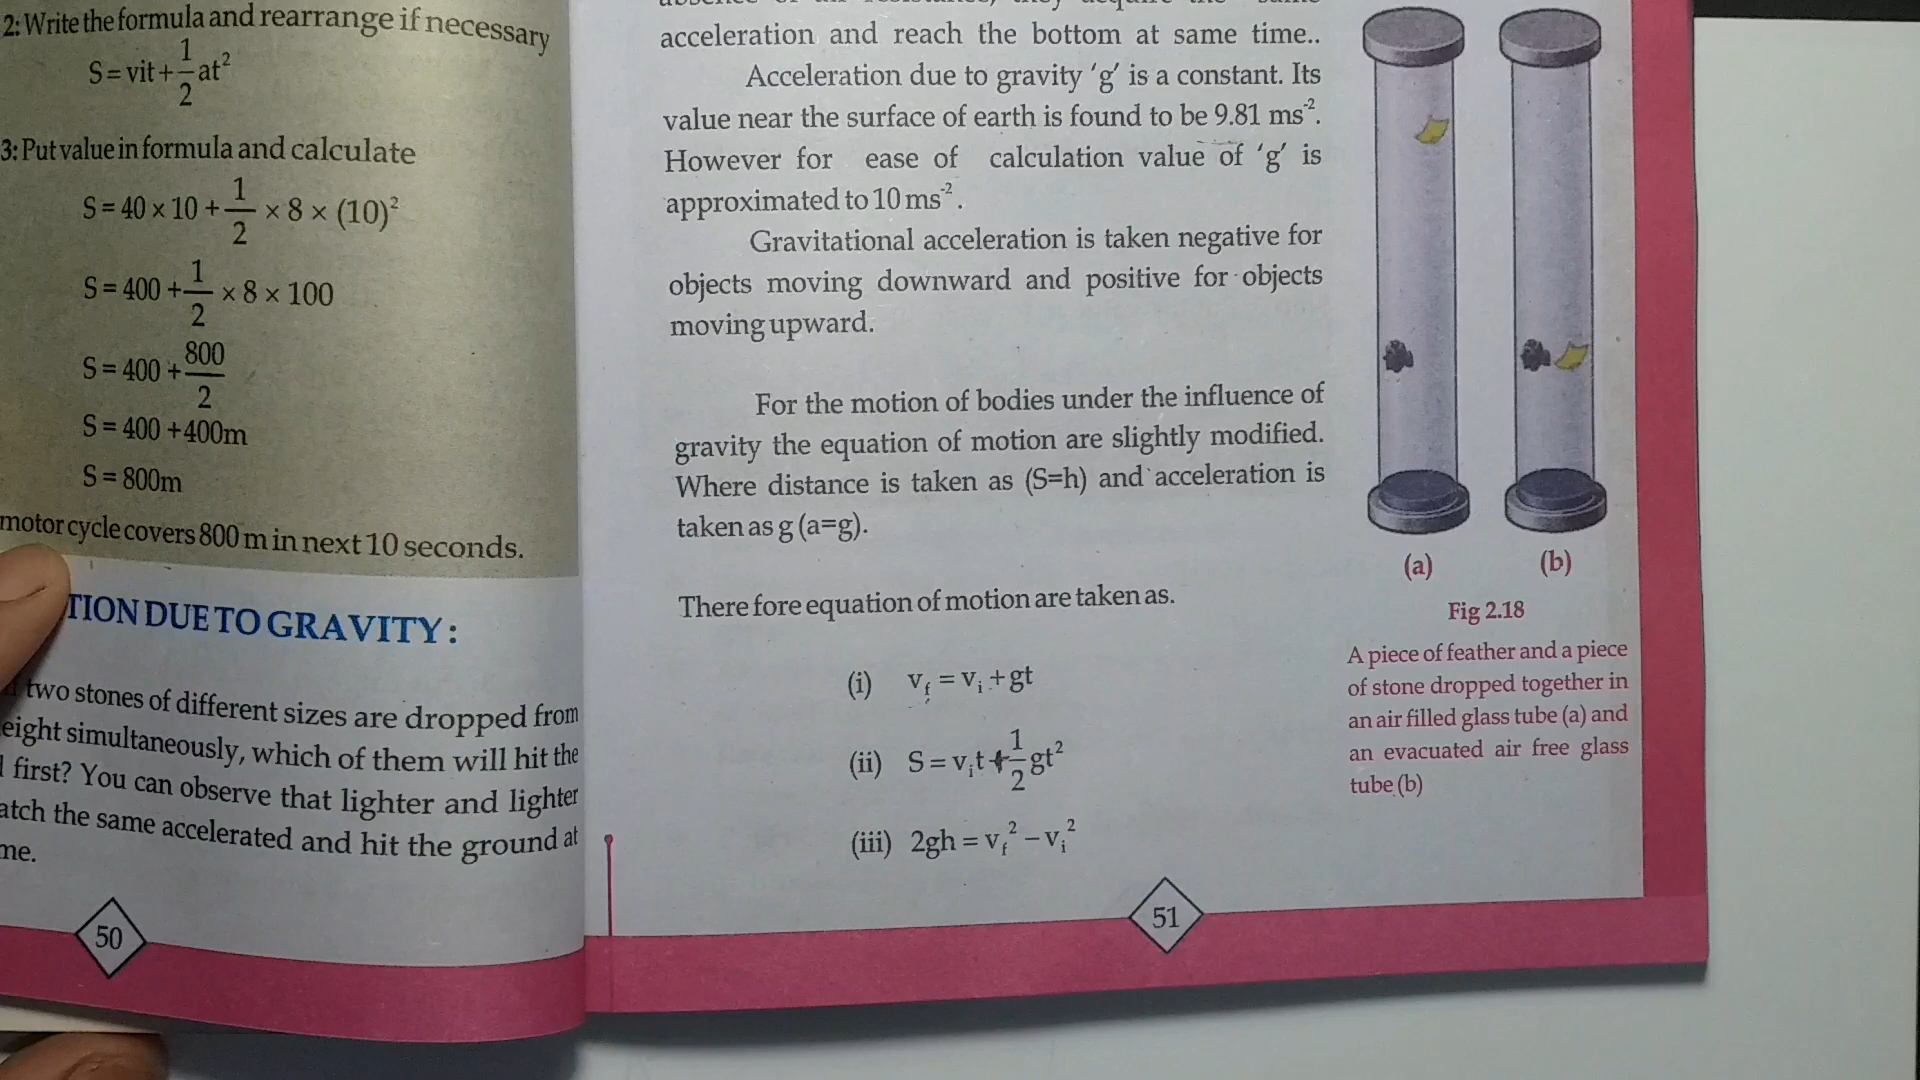 2: Write the formula and rearrange if necessary
S = vit + 1/2 at²
3: Put value in formula and calculate
S = 40 × 10 + 1/2 × 8 × (10)²
S = 400 + 1/2 × 8 × 100
S = 400 + 800/2
S = 400 +400m
S = 800m
motor cycle covers 800 m in next 10 seconds.
TION DUE TO GRAVITY :
two stones of different sizes are dropped from
eight simultaneously, which of them will hit the
first? You can observe that lighter and lighter
atch the same accelerated and hit the ground at
me.
50
acceleration and reach the bottom at same time..
Acceleration due to gravity 'g' is a constant. Its
value near the surface of earth is found to be 9.81 ms⁻².
However for ease of calculation value of 'g' is
approximated to 10 ms⁻².
Gravitational acceleration is taken negative for
objects moving downward and positive for objects
moving upward.
For the motion of bodies under the influence of
gravity the equation of motion are slightly modified.
Where distance is taken as (S=h) and acceleration is
taken as g (a=g).
There fore equation of motion are taken as.
(i) v_f = v_i + gt
(ii) S = v_i t + 1/2 gt²
(iii) 2gh = v_f² – v_i²
51
(a) (b)
Fig 2.18
A piece of feather and a piece
of stone dropped together in
an air filled glass tube (a) and
an evacuated air free glass
tube (b)